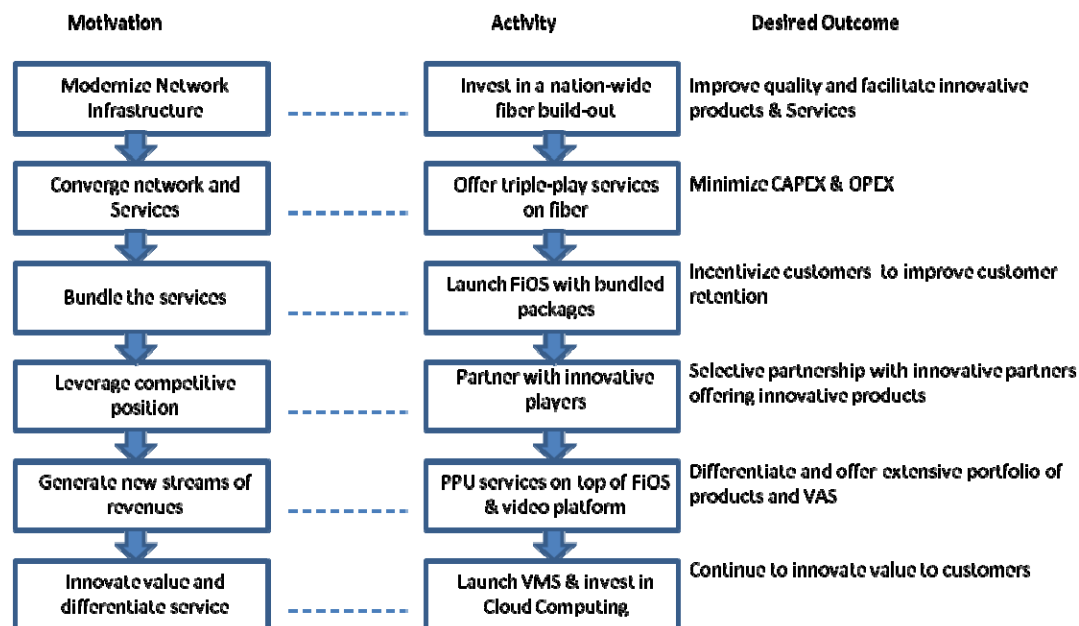 Motivation
Activity
Desired Outcome
Modernize Network
Infrastructure
Invest in a nation-wide
fiber build-out
Improve quality and facilitate innovative
products & Services
Converge network and
Services
Offer triple-play services
on fiber
Minimize CAPEX & OPEX
Bundle the services
Launch FiOS with bundled
packages
Incentivize customers to improve customer
retention
Leverage competitive
position
Partner with innovative
players
Selective partnership with innovative partners
offering innovative products
Generate new streams of
revenues
PPU services on top of FiOS
& video platform
Differentiate and offer extensive portfolio of
products and VAS
Innovate value and
differentiate service
Launch VMS & invest in
Cloud Computing
Continue to innovate value to customers